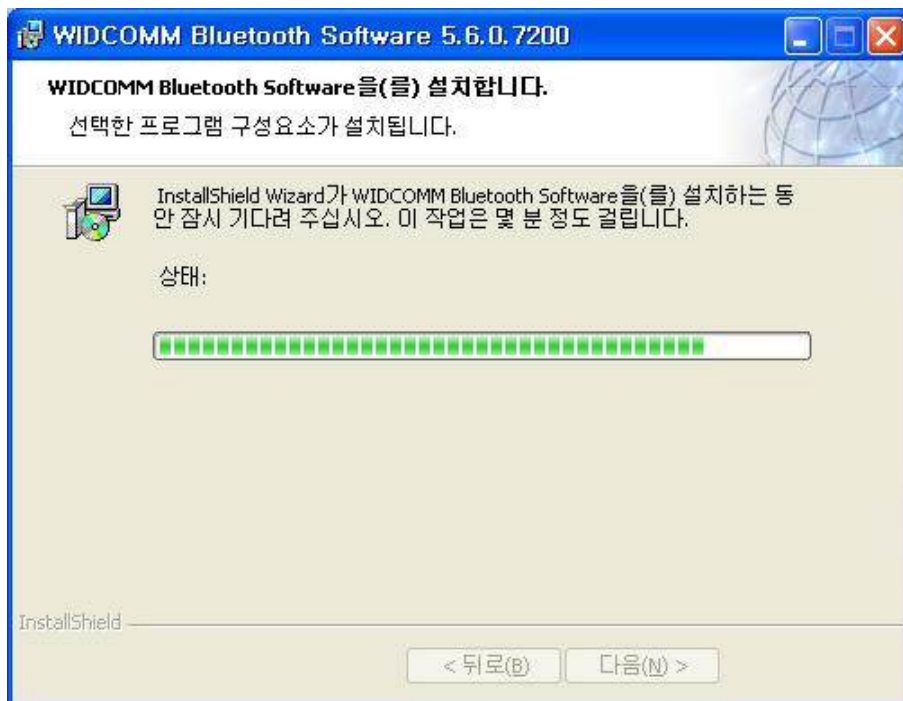 WIDCOMM Bluetooth Software 5.6.0.7200
WIDCOMM Bluetooth Software을(를) 설치합니다.
선택한 프로그램 구성요소가 설치됩니다.
InstallShield Wizard가 WIDCOMM Bluetooth Software을(를) 설치하는 동
안 잠시 기다려 주십시오. 이 작업은 몇 분 정도 걸립니다.
상태:
InstallShield
< 뒤로(B) 다음(N) >